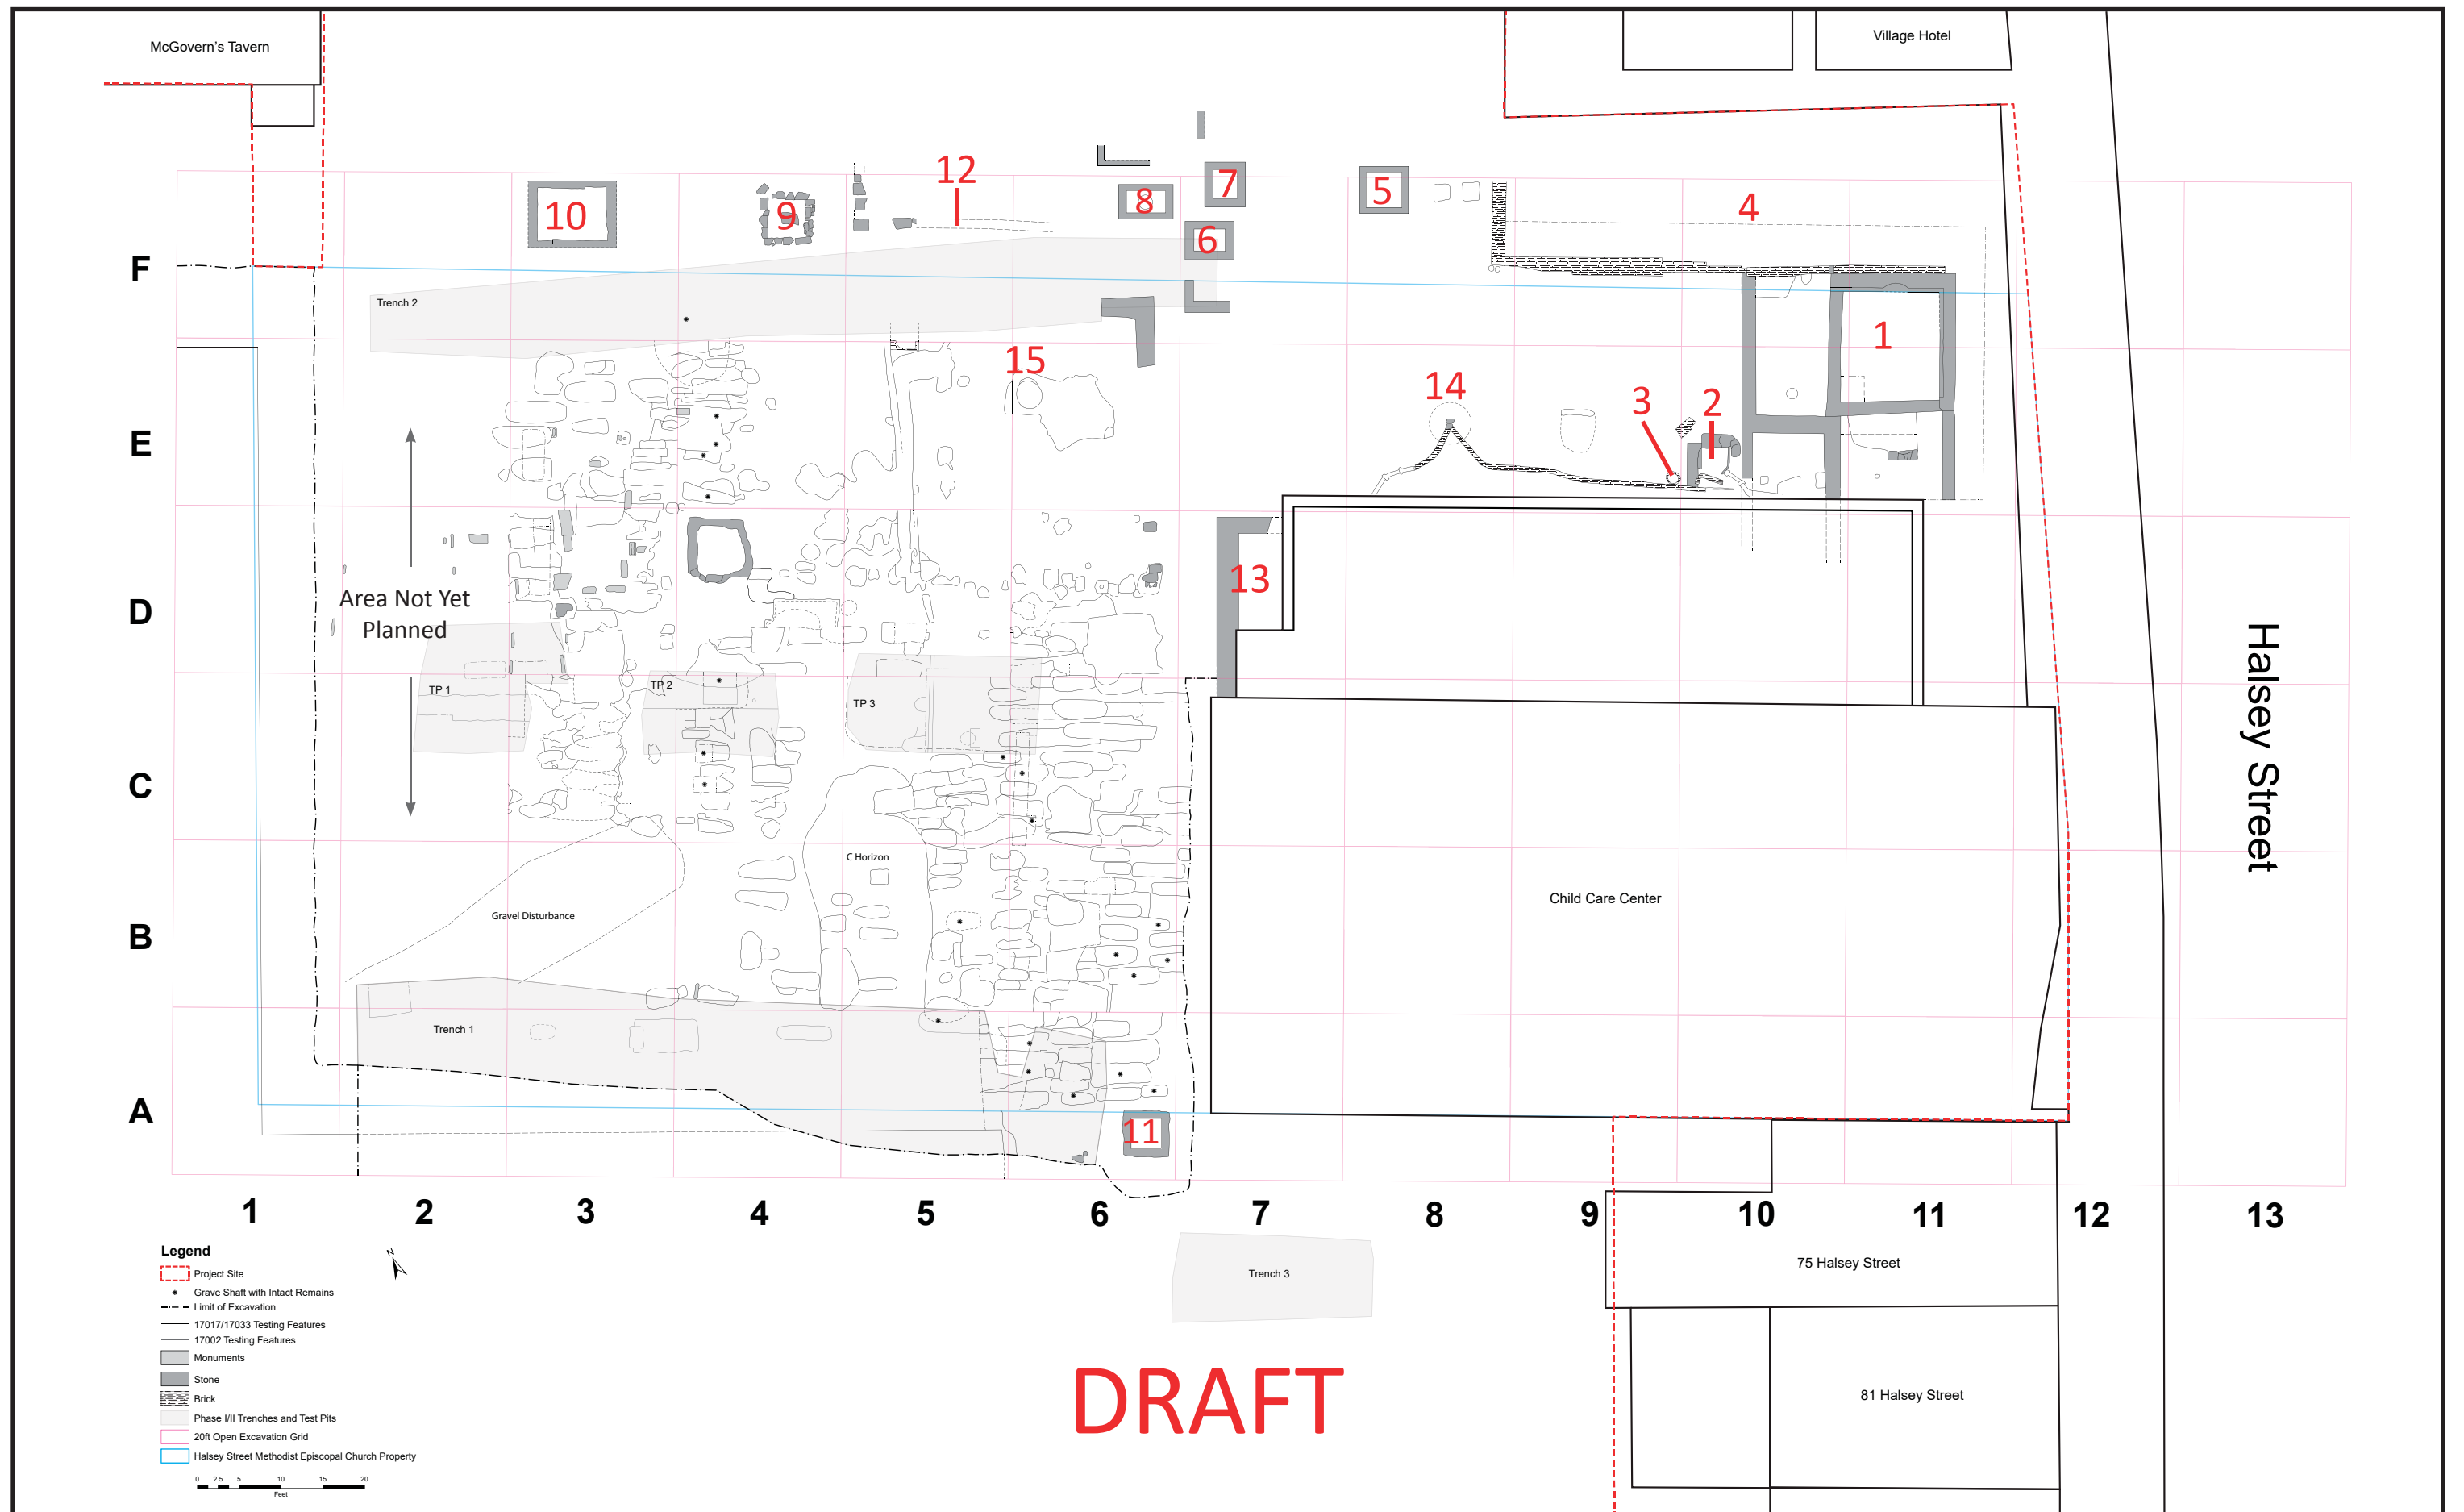 McGovern's Tavern
Village Hotel
12
7
5
4
10
9
8
6
F
Trench 2
1
15
14
3
2
E
13
Area Not Yet
Planned
D
Halsey Street
TP 1
TP 2
TP 3
C
C Horizon
Child Care Center
Gravel Disturbance
B
Trench 1
A
11
1 2 3 4 5 6 7 8 9 10 11 12 13
Legend
N
Project Site
Grave Shaft with Intact Remains
Limit of Excavation
17017/17033 Testing Features
17002 Testing Features
Monuments
Stone
Brick
Phase I/II Trenches and Test Pits
20ft Open Excavation Grid
Halsey Street Methodist Episcopal Church Property
0 2.5 5 10 15 20
Feet
Trench 3
75 Halsey Street
DRAFT
81 Halsey Street